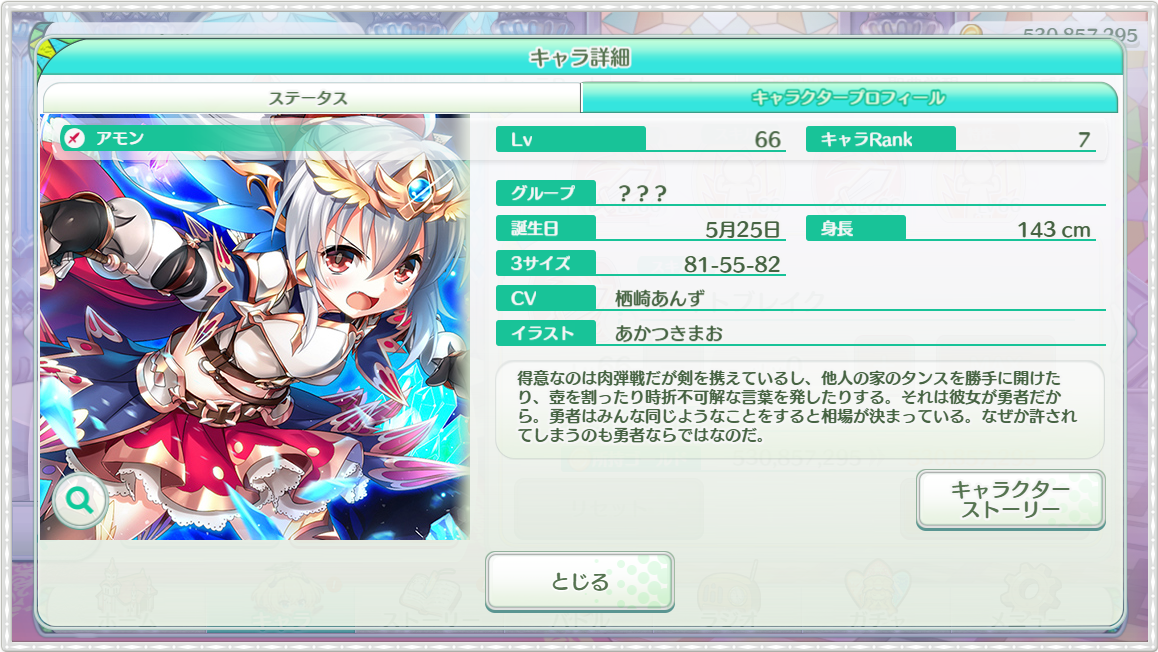 530,857,295
キャラ詳細
ステータス
キャラクタープロフィール
アモン
Lv 66
キャラRank 7
グループ ？？？
誕生日 5月25日
身長 143 cm
3サイズ 81-55-82
CV 栖崎あんず
イラスト あかつきまお
得意なのは肉弾戦だが剣を携えているし、他人の家のタンスを勝手に開けた
り、壺を割ったり時折不可解な言葉を発したりする。それは彼女が勇者だか
ら。勇者はみんな同じようなことをすると相場が決まっている。なぜか許され
てしまうのも勇者ならではなのだ。
キャラクター
ストーリー
とじる